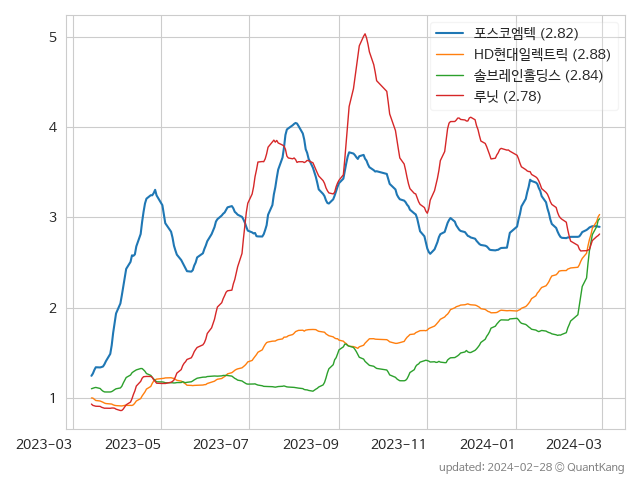 포스코엠텍 (2.82)
HD현대일렉트릭 (2.88)
솔브레인홀딩스 (2.84)
루닛 (2.78)
5
4
3
2
1
2023-03 2023-05 2023-07 2023-09 2023-11 2024-01 2024-03
updated: 2024-02-28 © QuantKang